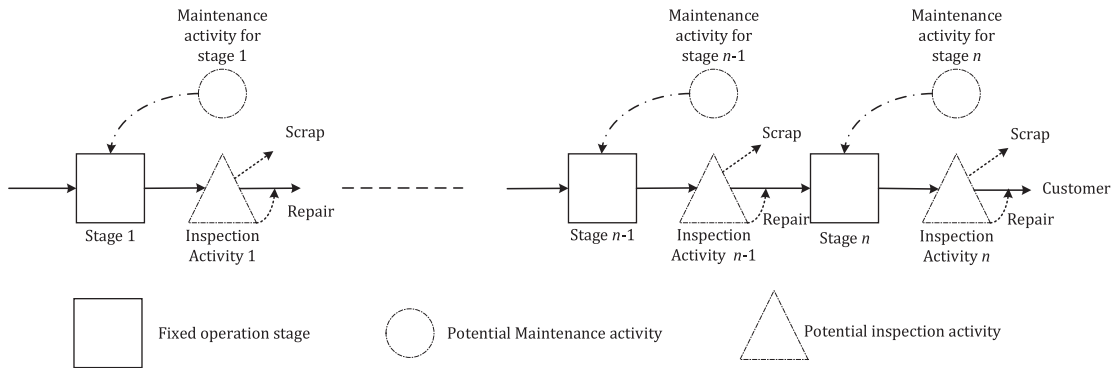 Maintenance
activity for
stage 1
Maintenance
activity for
stage n-1
Maintenance
activity for
stage n
Scrap
Scrap
Scrap
Customer
Repair
Repair
Repair
Stage 1
Inspection
Activity 1
Stage n-1
Inspection
Activity n-1
Stage n
Inspection
Activity n
Fixed operation stage
Potential Maintenance activity
Potential inspection activity